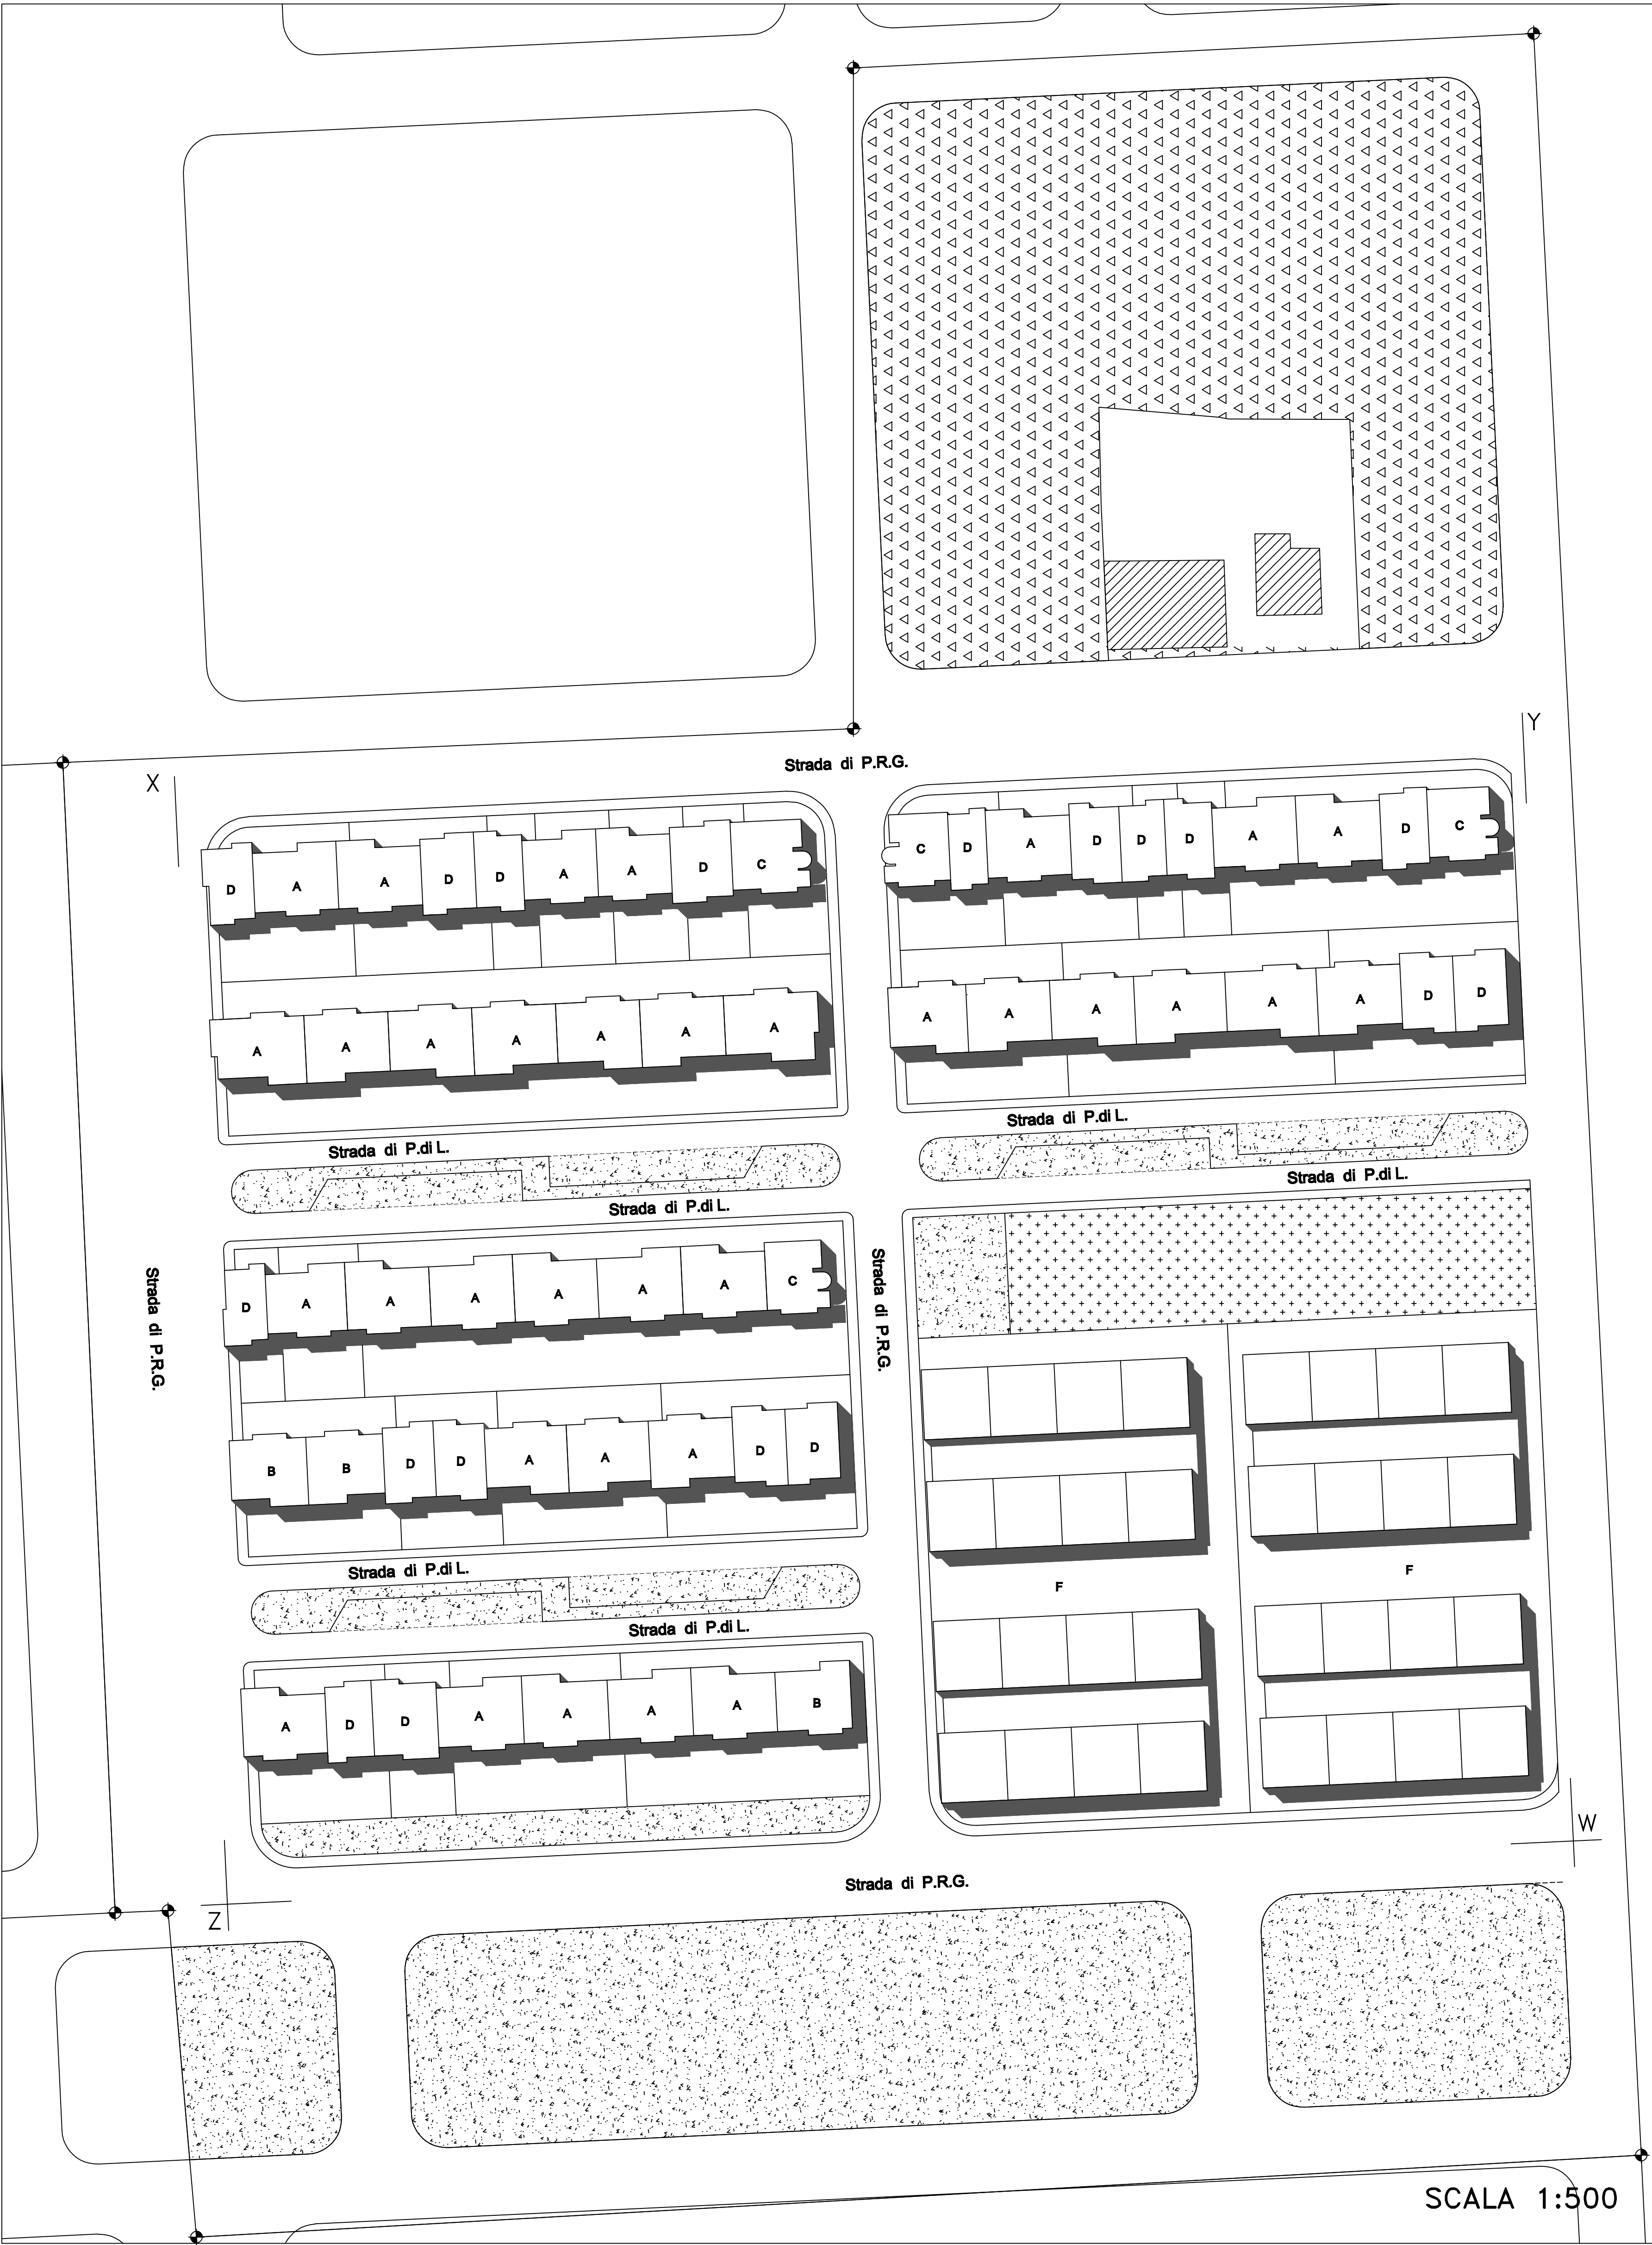 Y
X
Strada di P.R.G.
D A A D D A A D C
C D A D D D A A D C
A A A A A A A
A A A A A A D D
Strada di P.di L.
Strada di P.di L.
Strada di P.di L.
Strada di P.di L.
Strada di P.R.G.
Strada di P.R.G.
D A A A A A A C
B B D D A A A D D
Strada di P.di L.
F
F
Strada di P.di L.
A D D A A A A B
W
Strada di P.R.G.
Z
SCALA 1:500